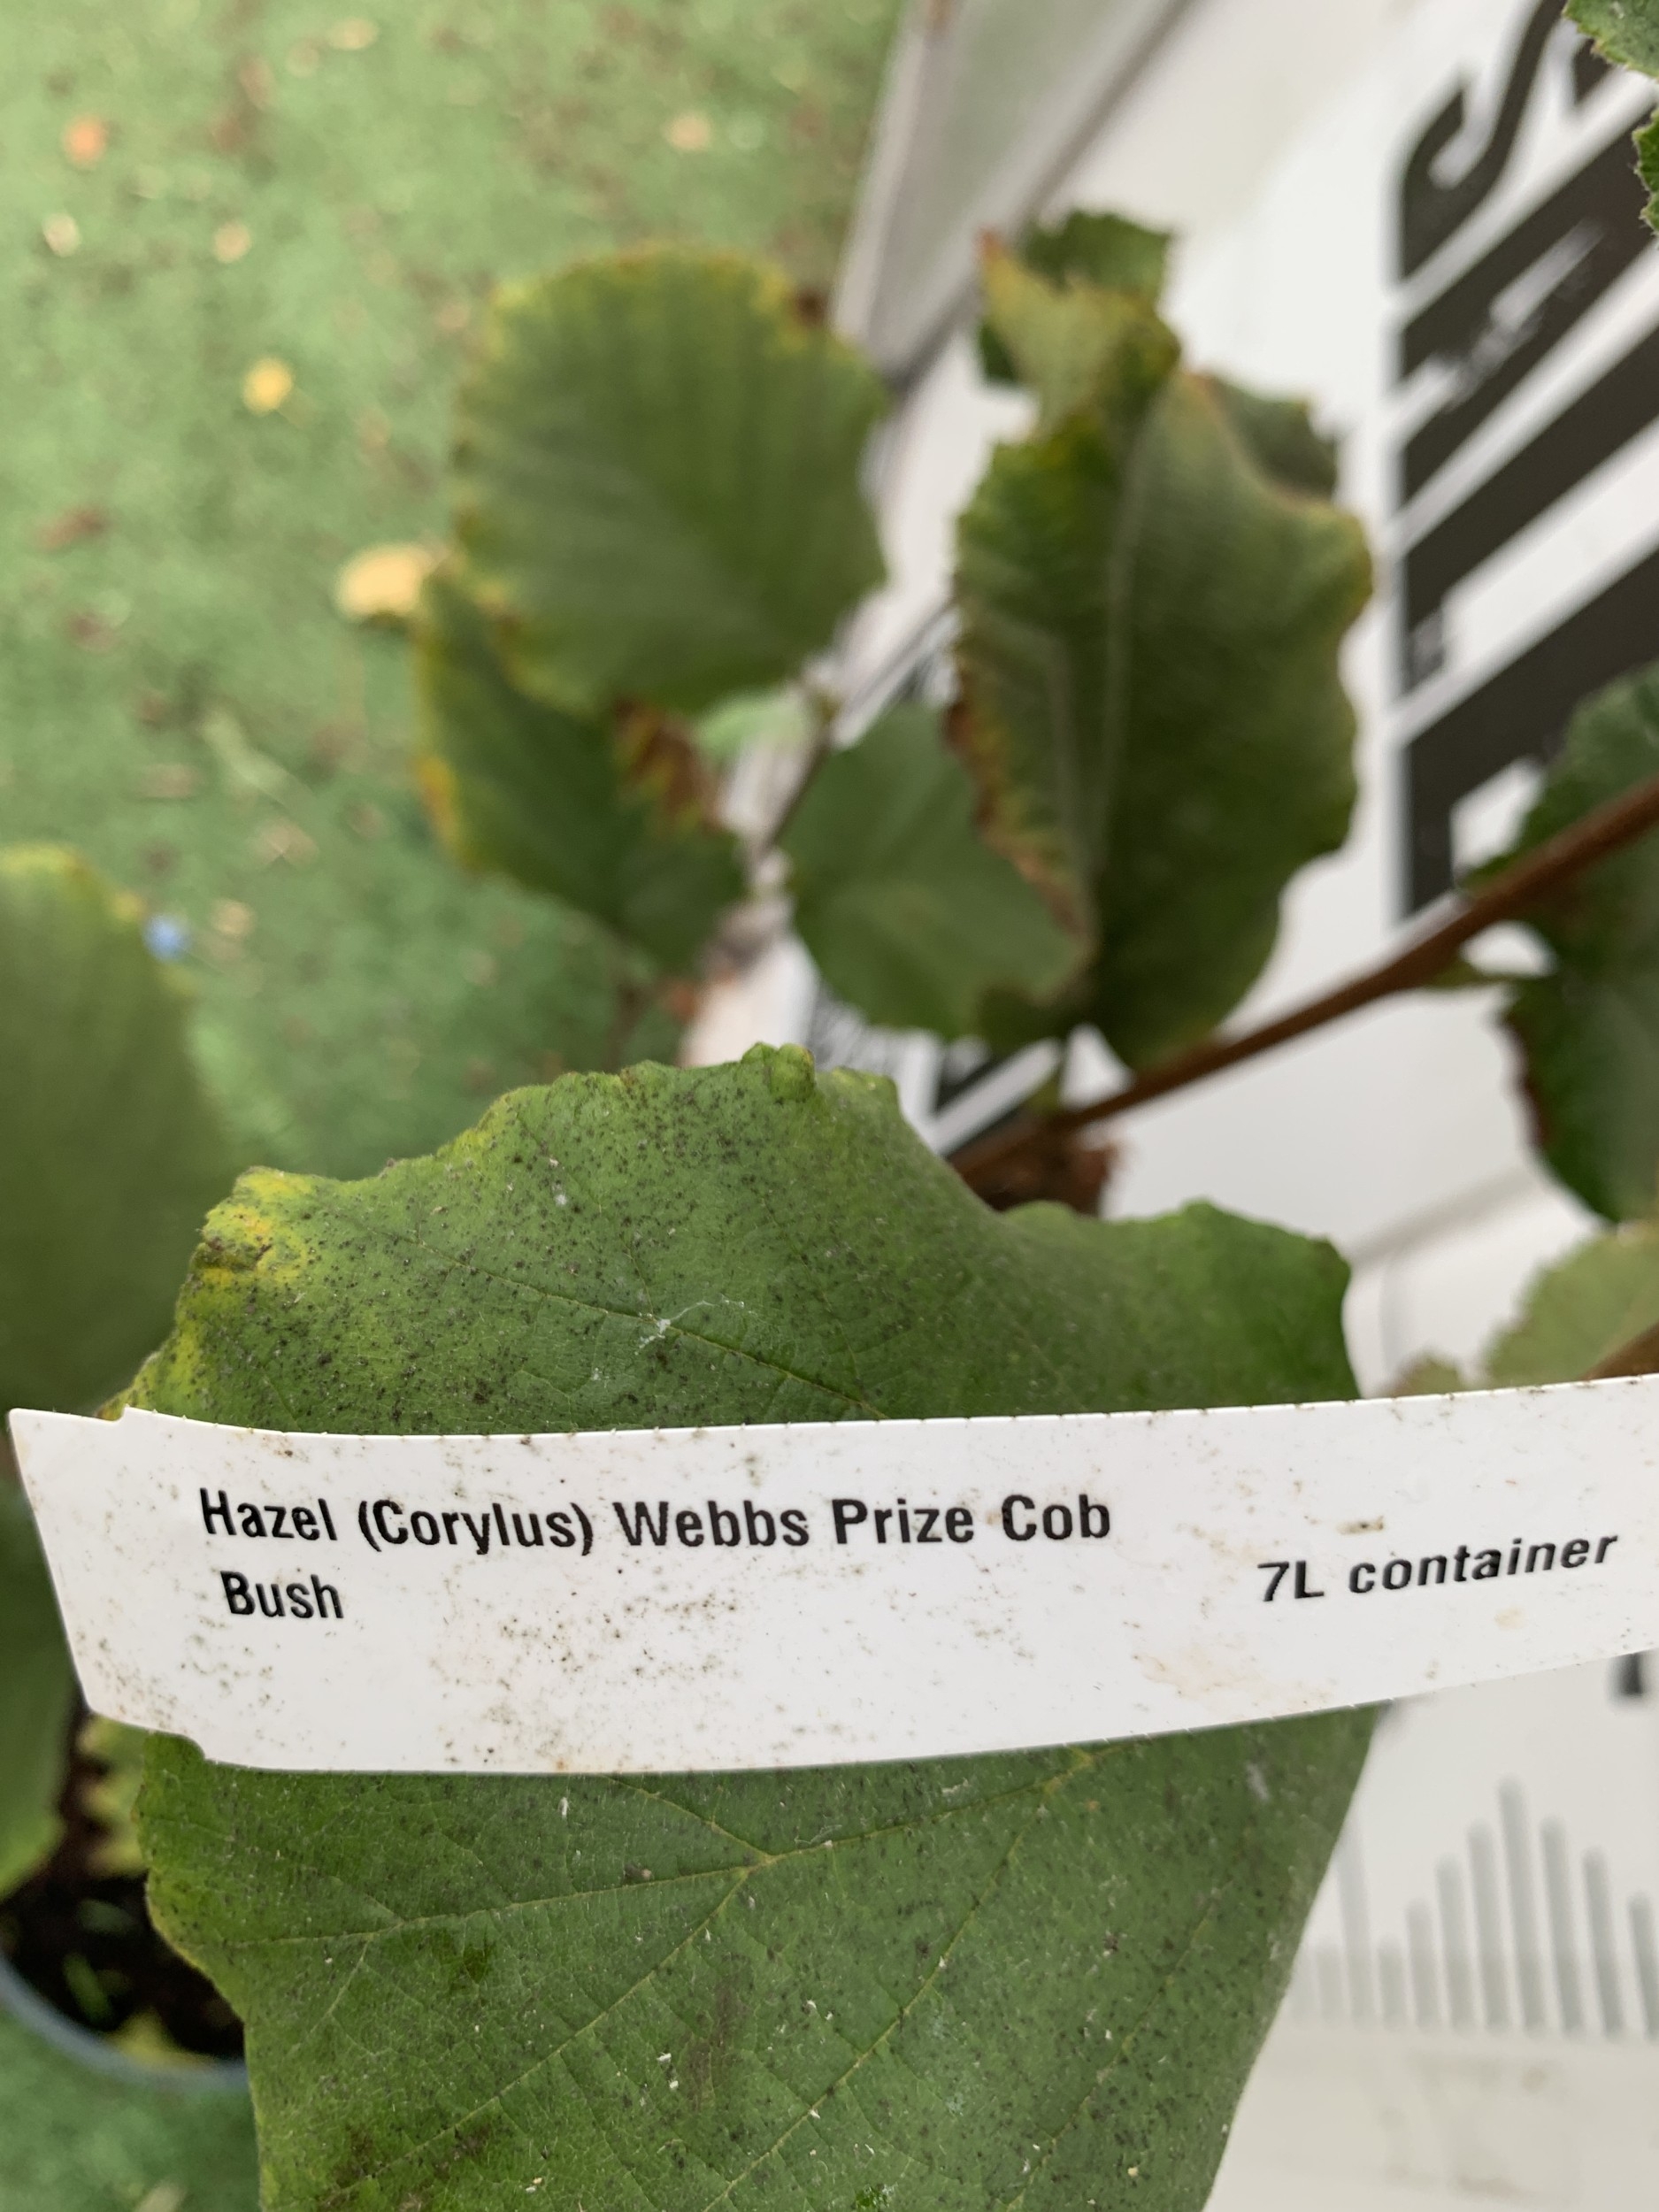 Hazel (Corylus) Webbs Prize Cob
Bush
7L container